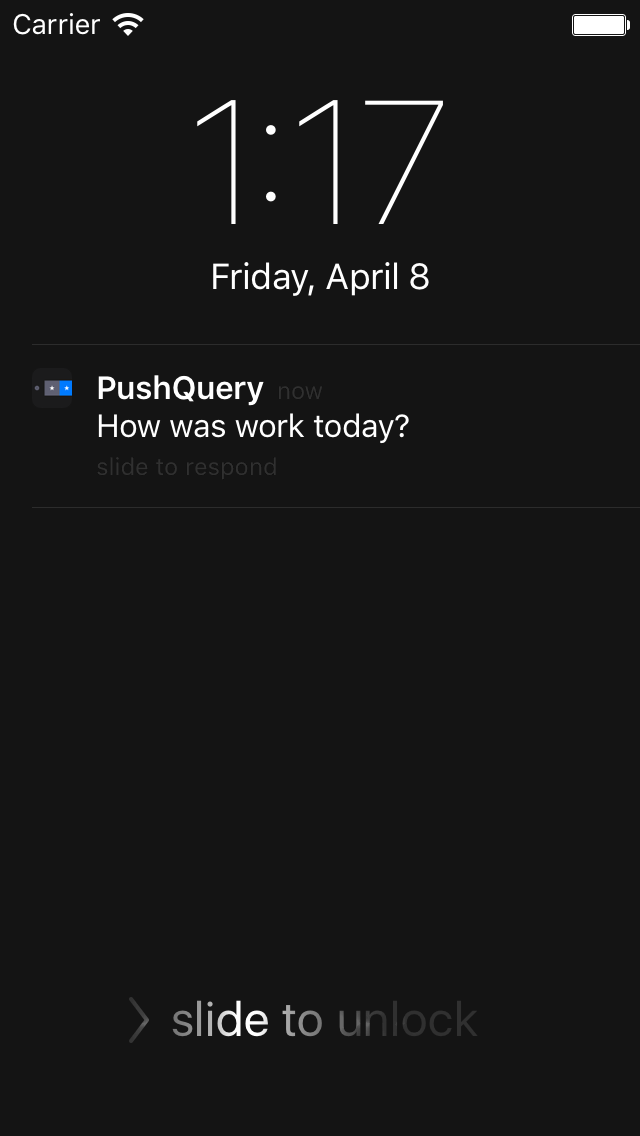 Carrier
1:17
Friday, April 8
PushQuery now
How was work today?
slide to respond
slide to unlock